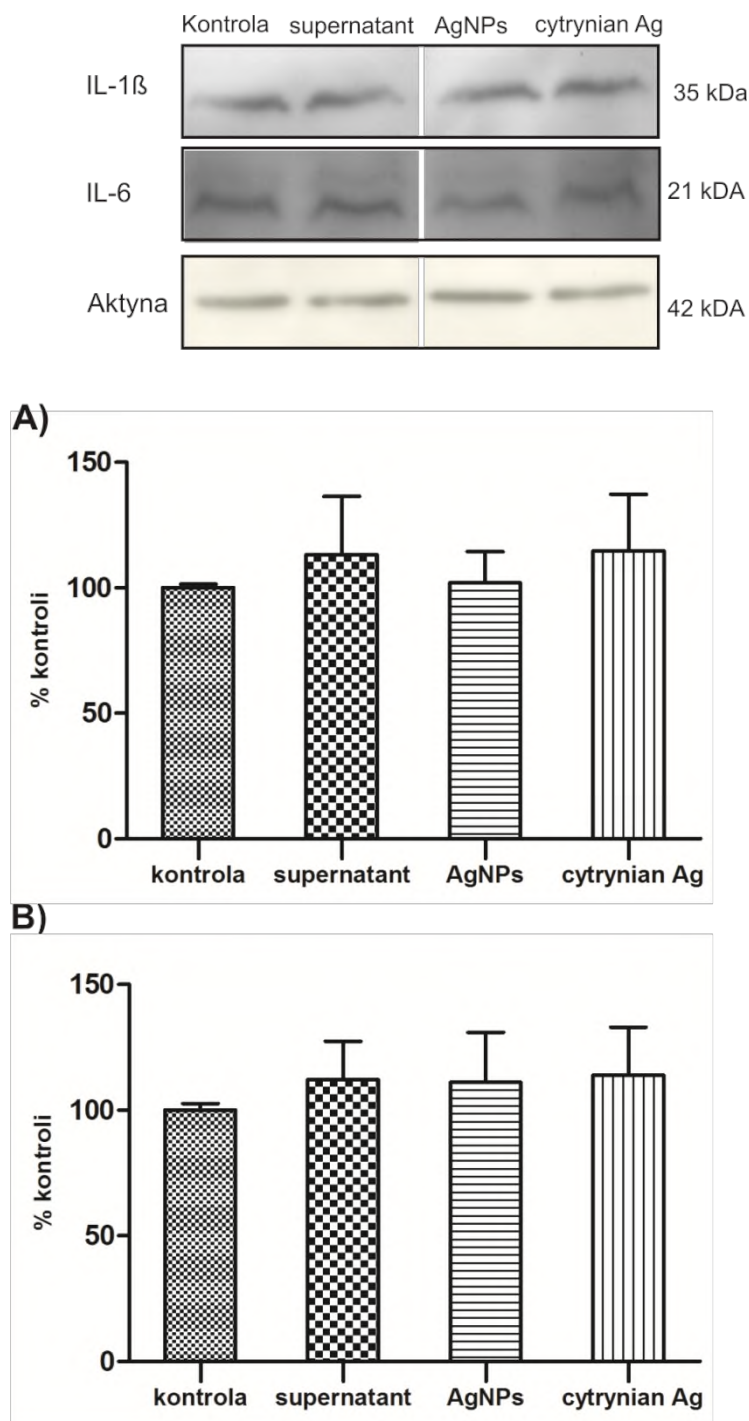 Kontrola supernatant AgNPs cytrynian Ag
IL-1ß 35 kDa
IL-6 21 kDA
Aktyna 42 kDA
A)
150
100
50
0
% kontroli
kontrola supernatant AgNPs cytrynian Ag
B)
150
100
50
0
% kontroli
kontrola supernatant AgNPs cytrynian Ag